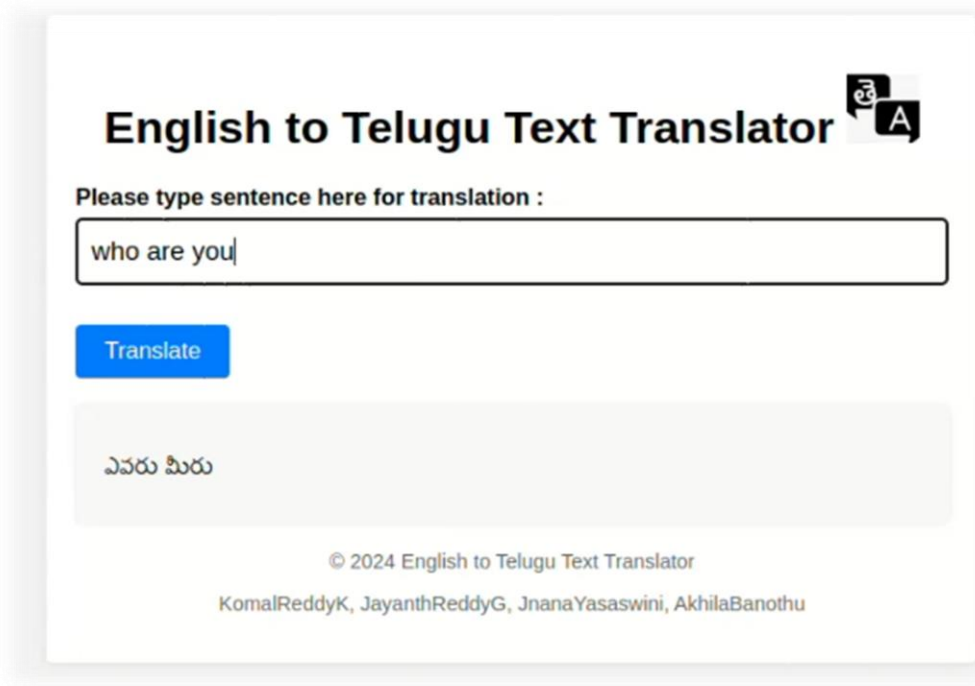 English to Telugu Text Translator
తె A
Please type sentence here for translation :
who are you
Translate
ఎవరు మీరు
© 2024 English to Telugu Text Translator
KomalReddyK, JayanthReddyG, JnanaYasaswini, AkhilaBanothu